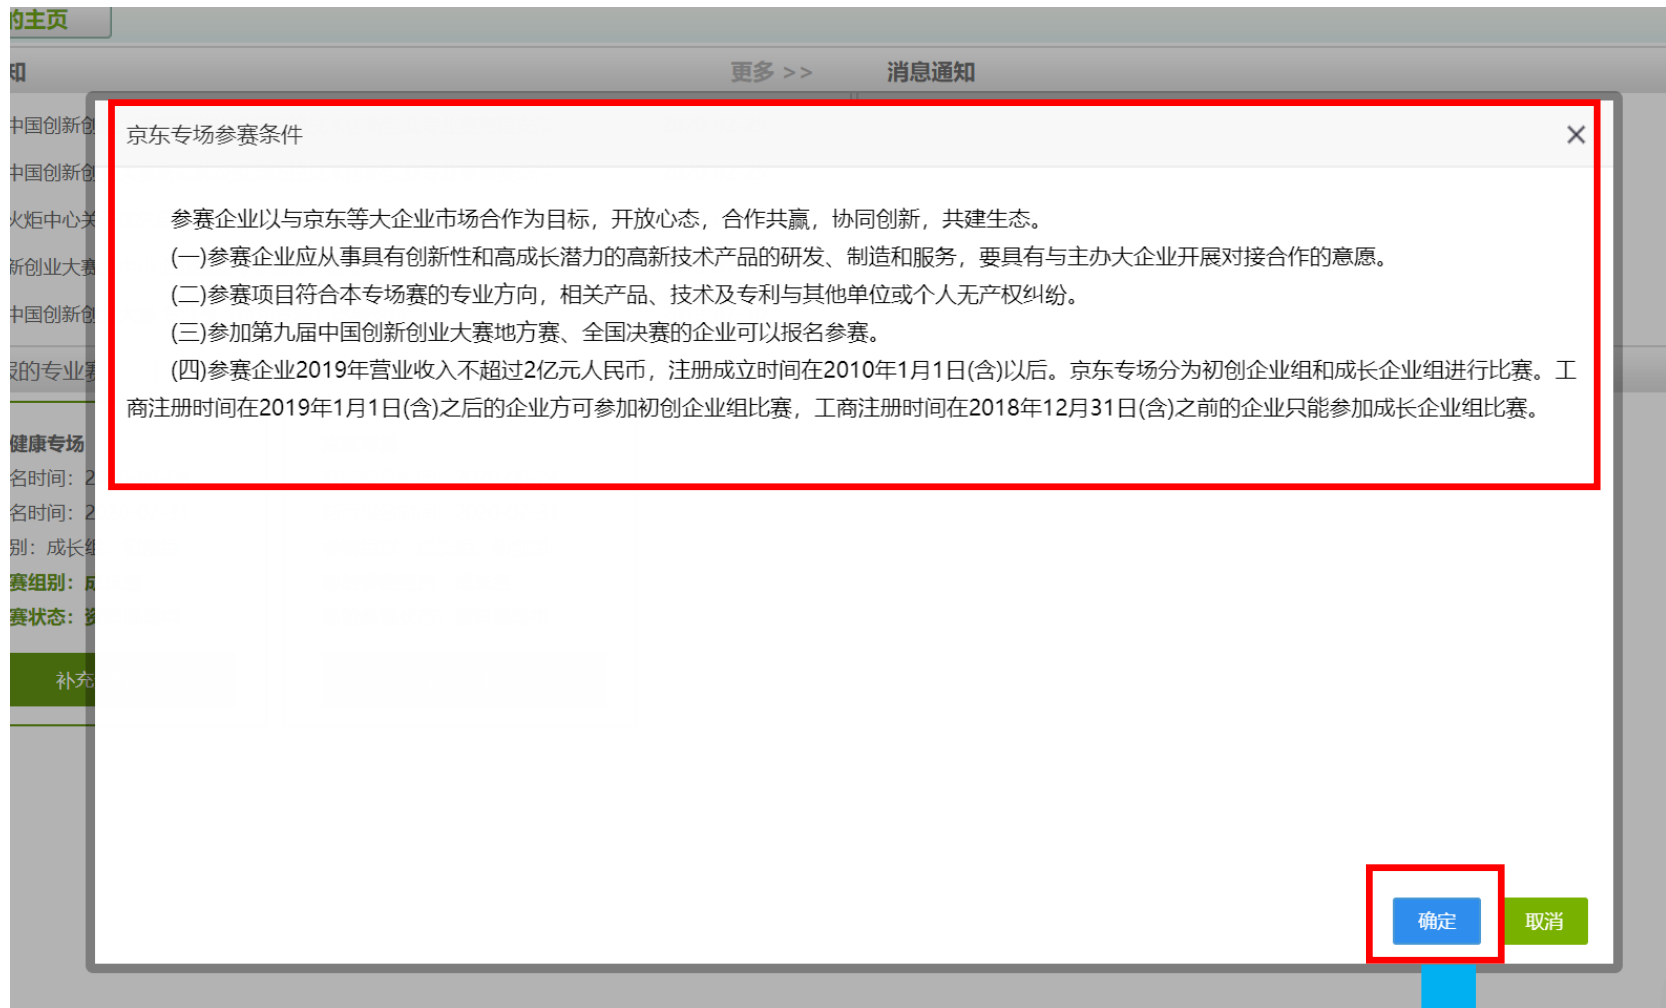 的主页
知
更多 >>
消息通知
中国创新创
中国创新创
火炬中心关
新创业大赛
中国创新创
报的专业赛
健康专场
名时间：2
名时间：2
别：成长组
赛组别：成
赛状态：资
补充
京东专场参赛条件
参赛企业以与京东等大企业市场合作为目标，开放心态，合作共赢，协同创新，共建生态。
(一)参赛企业应从事具有创新性和高成长潜力的高新技术产品的研发、制造和服务，要具有与主办大企业开展对接合作的意愿。
(二)参赛项目符合本专场赛的专业方向，相关产品、技术及专利与其他单位或个人无产权纠纷。
(三)参加第九届中国创新创业大赛地方赛、全国决赛的企业可以报名参赛。
(四)参赛企业2019年营业收入不超过2亿元人民币，注册成立时间在2010年1月1日(含)以后。京东专场分为初创企业组和成长企业组进行比赛。工
商注册时间在2019年1月1日(含)之后的企业方可参加初创企业组比赛，工商注册时间在2018年12月31日(含)之前的企业只能参加成长企业组比赛。
确定
取消